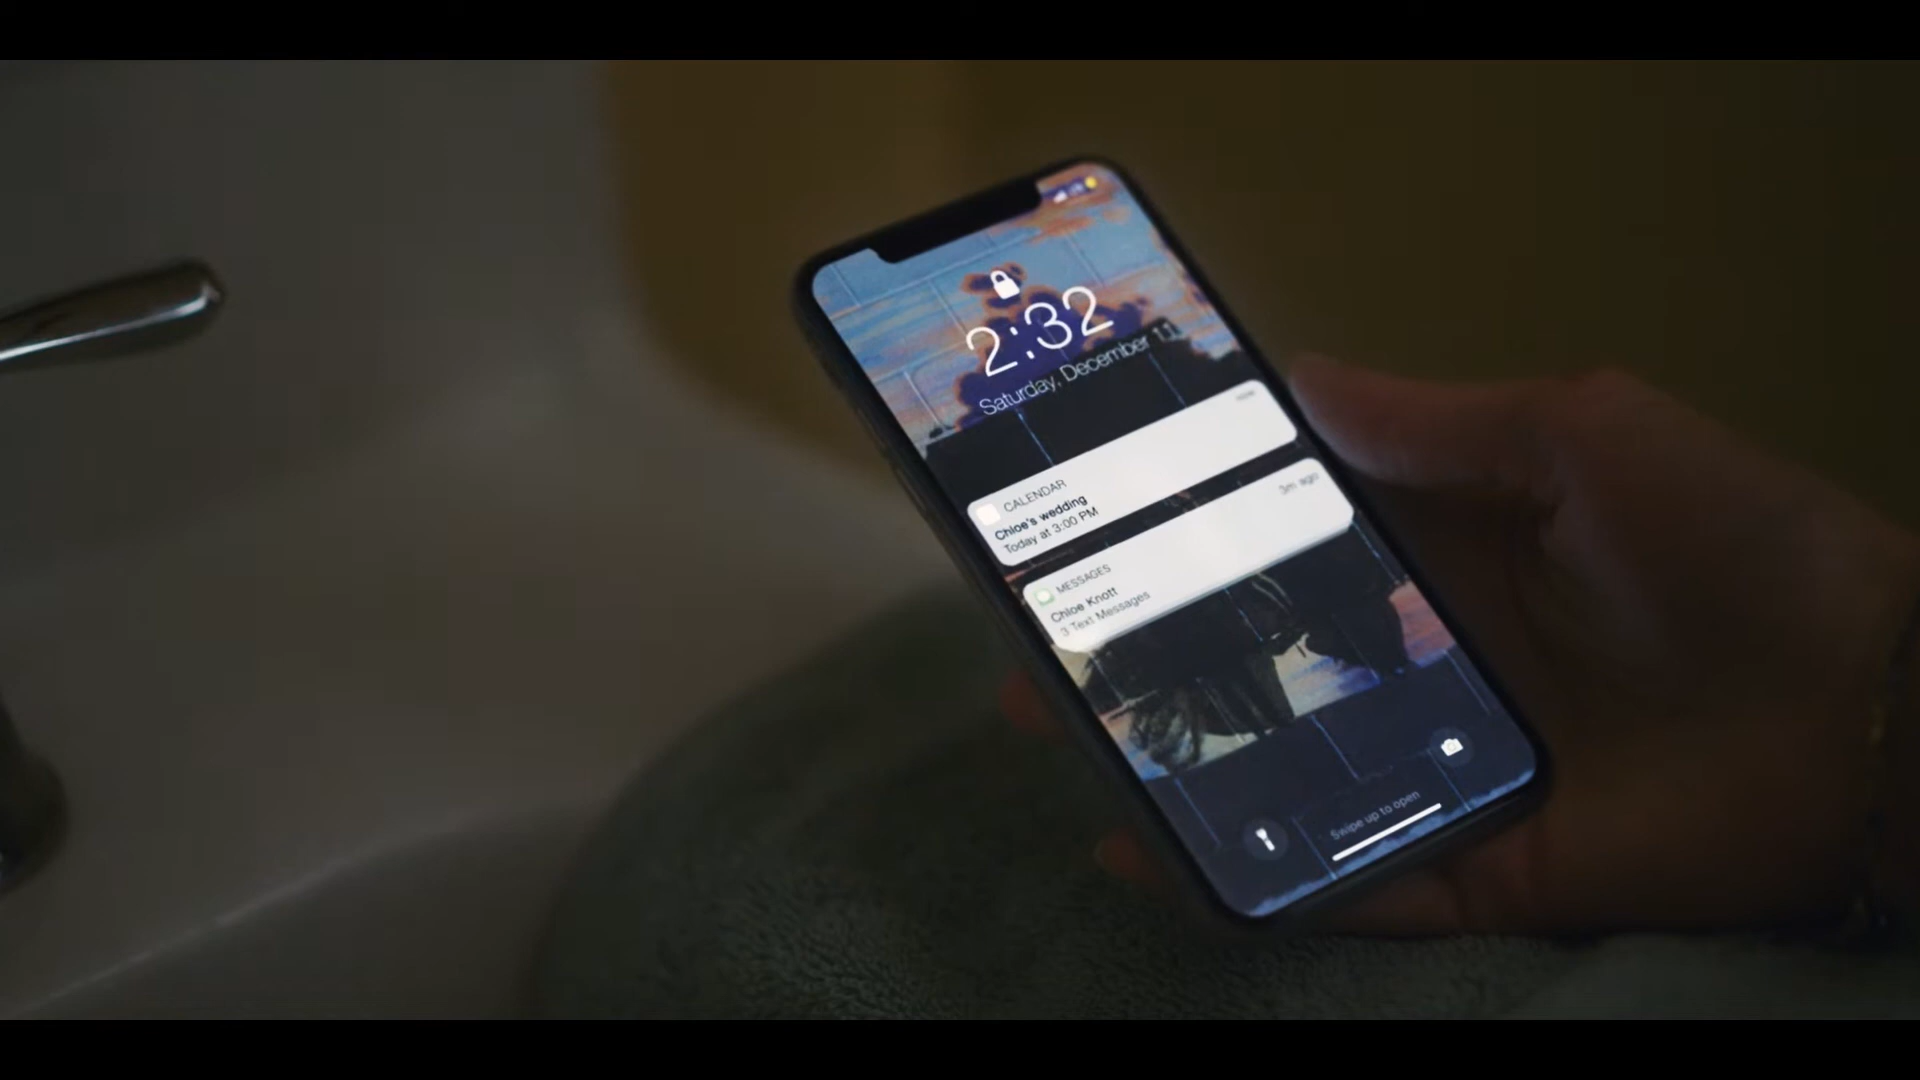 2:32
Saturday, December 11
CALENDAR
now
Chloe's wedding
Today at 3:00 PM
MESSAGES
3m ago
Chloe Knott
3 Text Messages
Swipe up to open